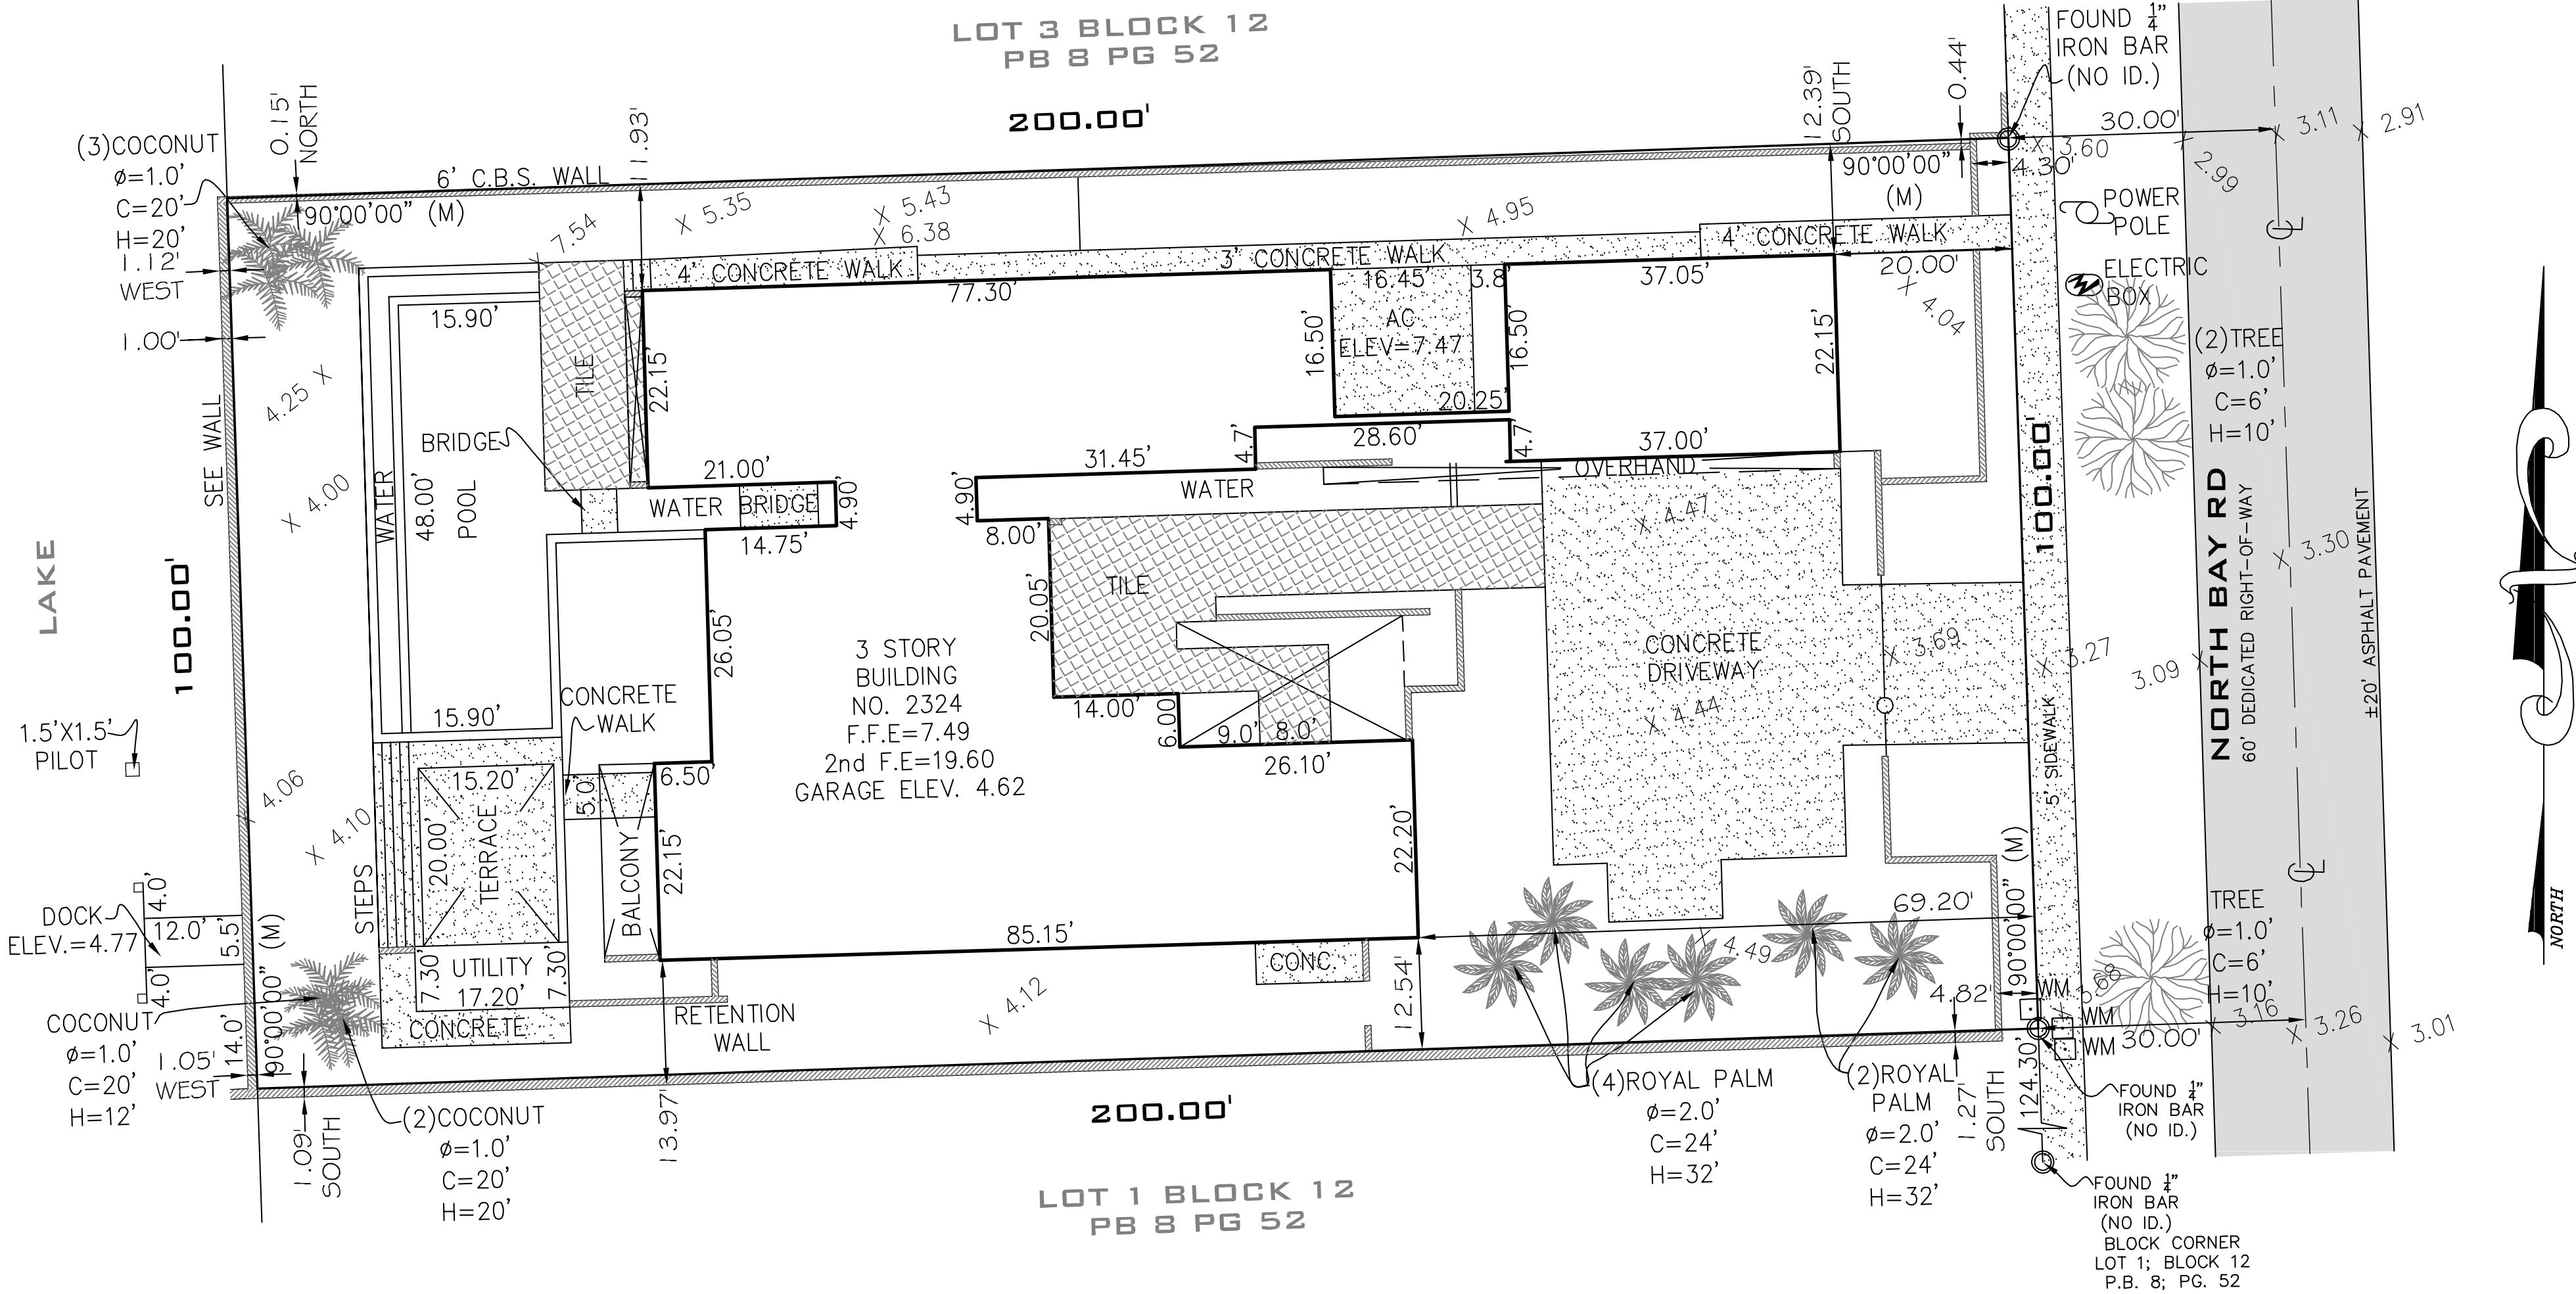 LOT 3 BLOCK 12
PB 8 PG 52
200.00'
FOUND ¼"
IRON BAR
(NO ID.)
0.44'
12.39'
SOUTH
11.93'
0.15'
NORTH
(3)COCONUT
ø=1.0'
C=20'
H=20'
1.12'
WEST
1.00'
6' C.B.S. WALL
90°00'00" (M)
90°00'00"
(M)
4.30'
30.00'
X 3.60
X 3.11
X 2.91
X 2.99
7.54
X 5.35
X 5.43
X 6.38
X 4.95
POWER
POLE
ELECTRIC
BOX
4' CONCRETE WALK
3' CONCRETE WALK
4' CONCRETE WALK
20.00'
X 4.04
77.30'
16.45'
3.8'
37.05'
15.90'
TILE
22.15'
16.50'
AC
ELEV=7.47
16.50'
22.15'
20.25'
(2)TREE
ø=1.0'
C=6'
H=10'
4.25 X
SEE WALL
BRIDGE
28.60'
4.7'
4.7'
37.00'
OVERHAND
31.45'
21.00'
X 4.00
WATER
48.00'
POOL
WATER
BRIDGE
4.90'
4.90'
WATER
14.75'
8.00'
X 4.47
100.00'
LAKE
100.00'
NORTH BAY RD
60' DEDICATED RIGHT-OF-WAY
±20' ASPHALT PAVEMENT
X 3.30
TILE
26.05'
20.05'
3 STORY
BUILDING
NO. 2324
F.F.E=7.49
2nd F.E=19.60
GARAGE ELEV. 4.62
CONCRETE
DRIVEWAY
X 3.69
X 3.27
3.09 X
X 4.44
CONCRETE
WALK
15.90'
14.00'
6.00'
9.0'
8.0'
26.10'
1.5'X1.5'
PILOT
5' SIDEWALK
X 4.06
X 4.10
15.20'
20.00'
TERRACE
5.0'
6.50'
BALCONY
22.15'
22.20'
STEPS
DOCK
ELEV.=4.77
4.0'
12.0'
4.0'
5.5'
90°00'00" (M)
14.0'
85.15'
69.20'
90°00'00" (M)
X 4.49
CONC.
UTILITY
17.20'
7.30'
7.30'
CONCRETE
RETENTION
WALL
X 4.12
12.54'
4.82'
WM
WM
WM
3.68
TREE
ø=1.0'
C=6'
H=10'
X 3.16
30.00'
X 3.26
X 3.01
COCONUT
ø=1.0'
C=20'
H=12'
1.05'
WEST
1.09'
SOUTH
(2)COCONUT
ø=1.0'
C=20'
H=20'
13.97'
200.00'
(4)ROYAL PALM
ø=2.0'
C=24'
H=32'
(2)ROYAL
PALM
ø=2.0'
C=24'
H=32'
1.27'
SOUTH
124.30'
FOUND ¼"
IRON BAR
(NO ID.)
LOT 1 BLOCK 12
PB 8 PG 52
FOUND ¼"
IRON BAR
(NO ID.)
BLOCK CORNER
LOT 1; BLOCK 12
P.B. 8; PG. 52
NORTH